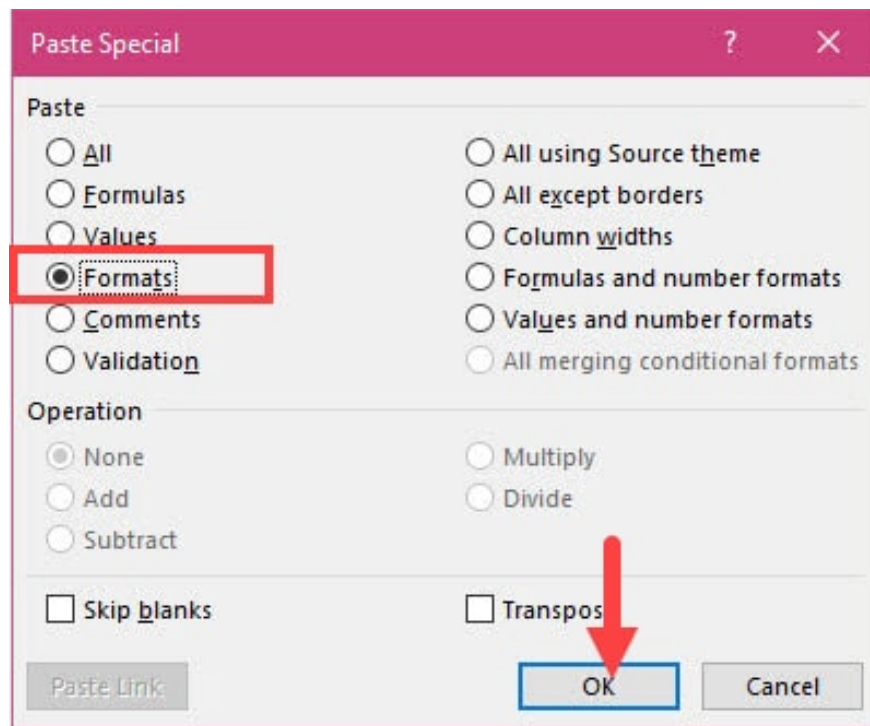 Paste Special ? ×
Paste
All
Formulas
Values
Formats
Comments
Validation
All using Source theme
All except borders
Column widths
Formulas and number formats
Values and number formats
All merging conditional formats
Operation
None
Add
Subtract
Multiply
Divide
Skip blanks
Transpos
Paste Link
OK
Cancel